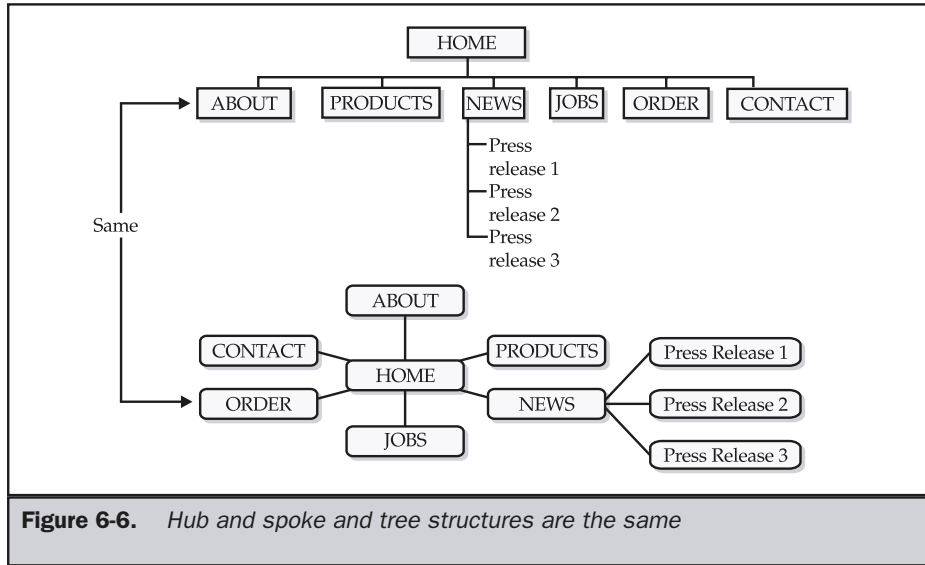 HOME
ABOUT PRODUCTS NEWS JOBS ORDER CONTACT
Press
release 1
Press
release 2
Press
release 3
Same
ABOUT
CONTACT
PRODUCTS
HOME
ORDER
NEWS
JOBS
Press Release 1
Press Release 2
Press Release 3
Figure 6-6. Hub and spoke and tree structures are the same